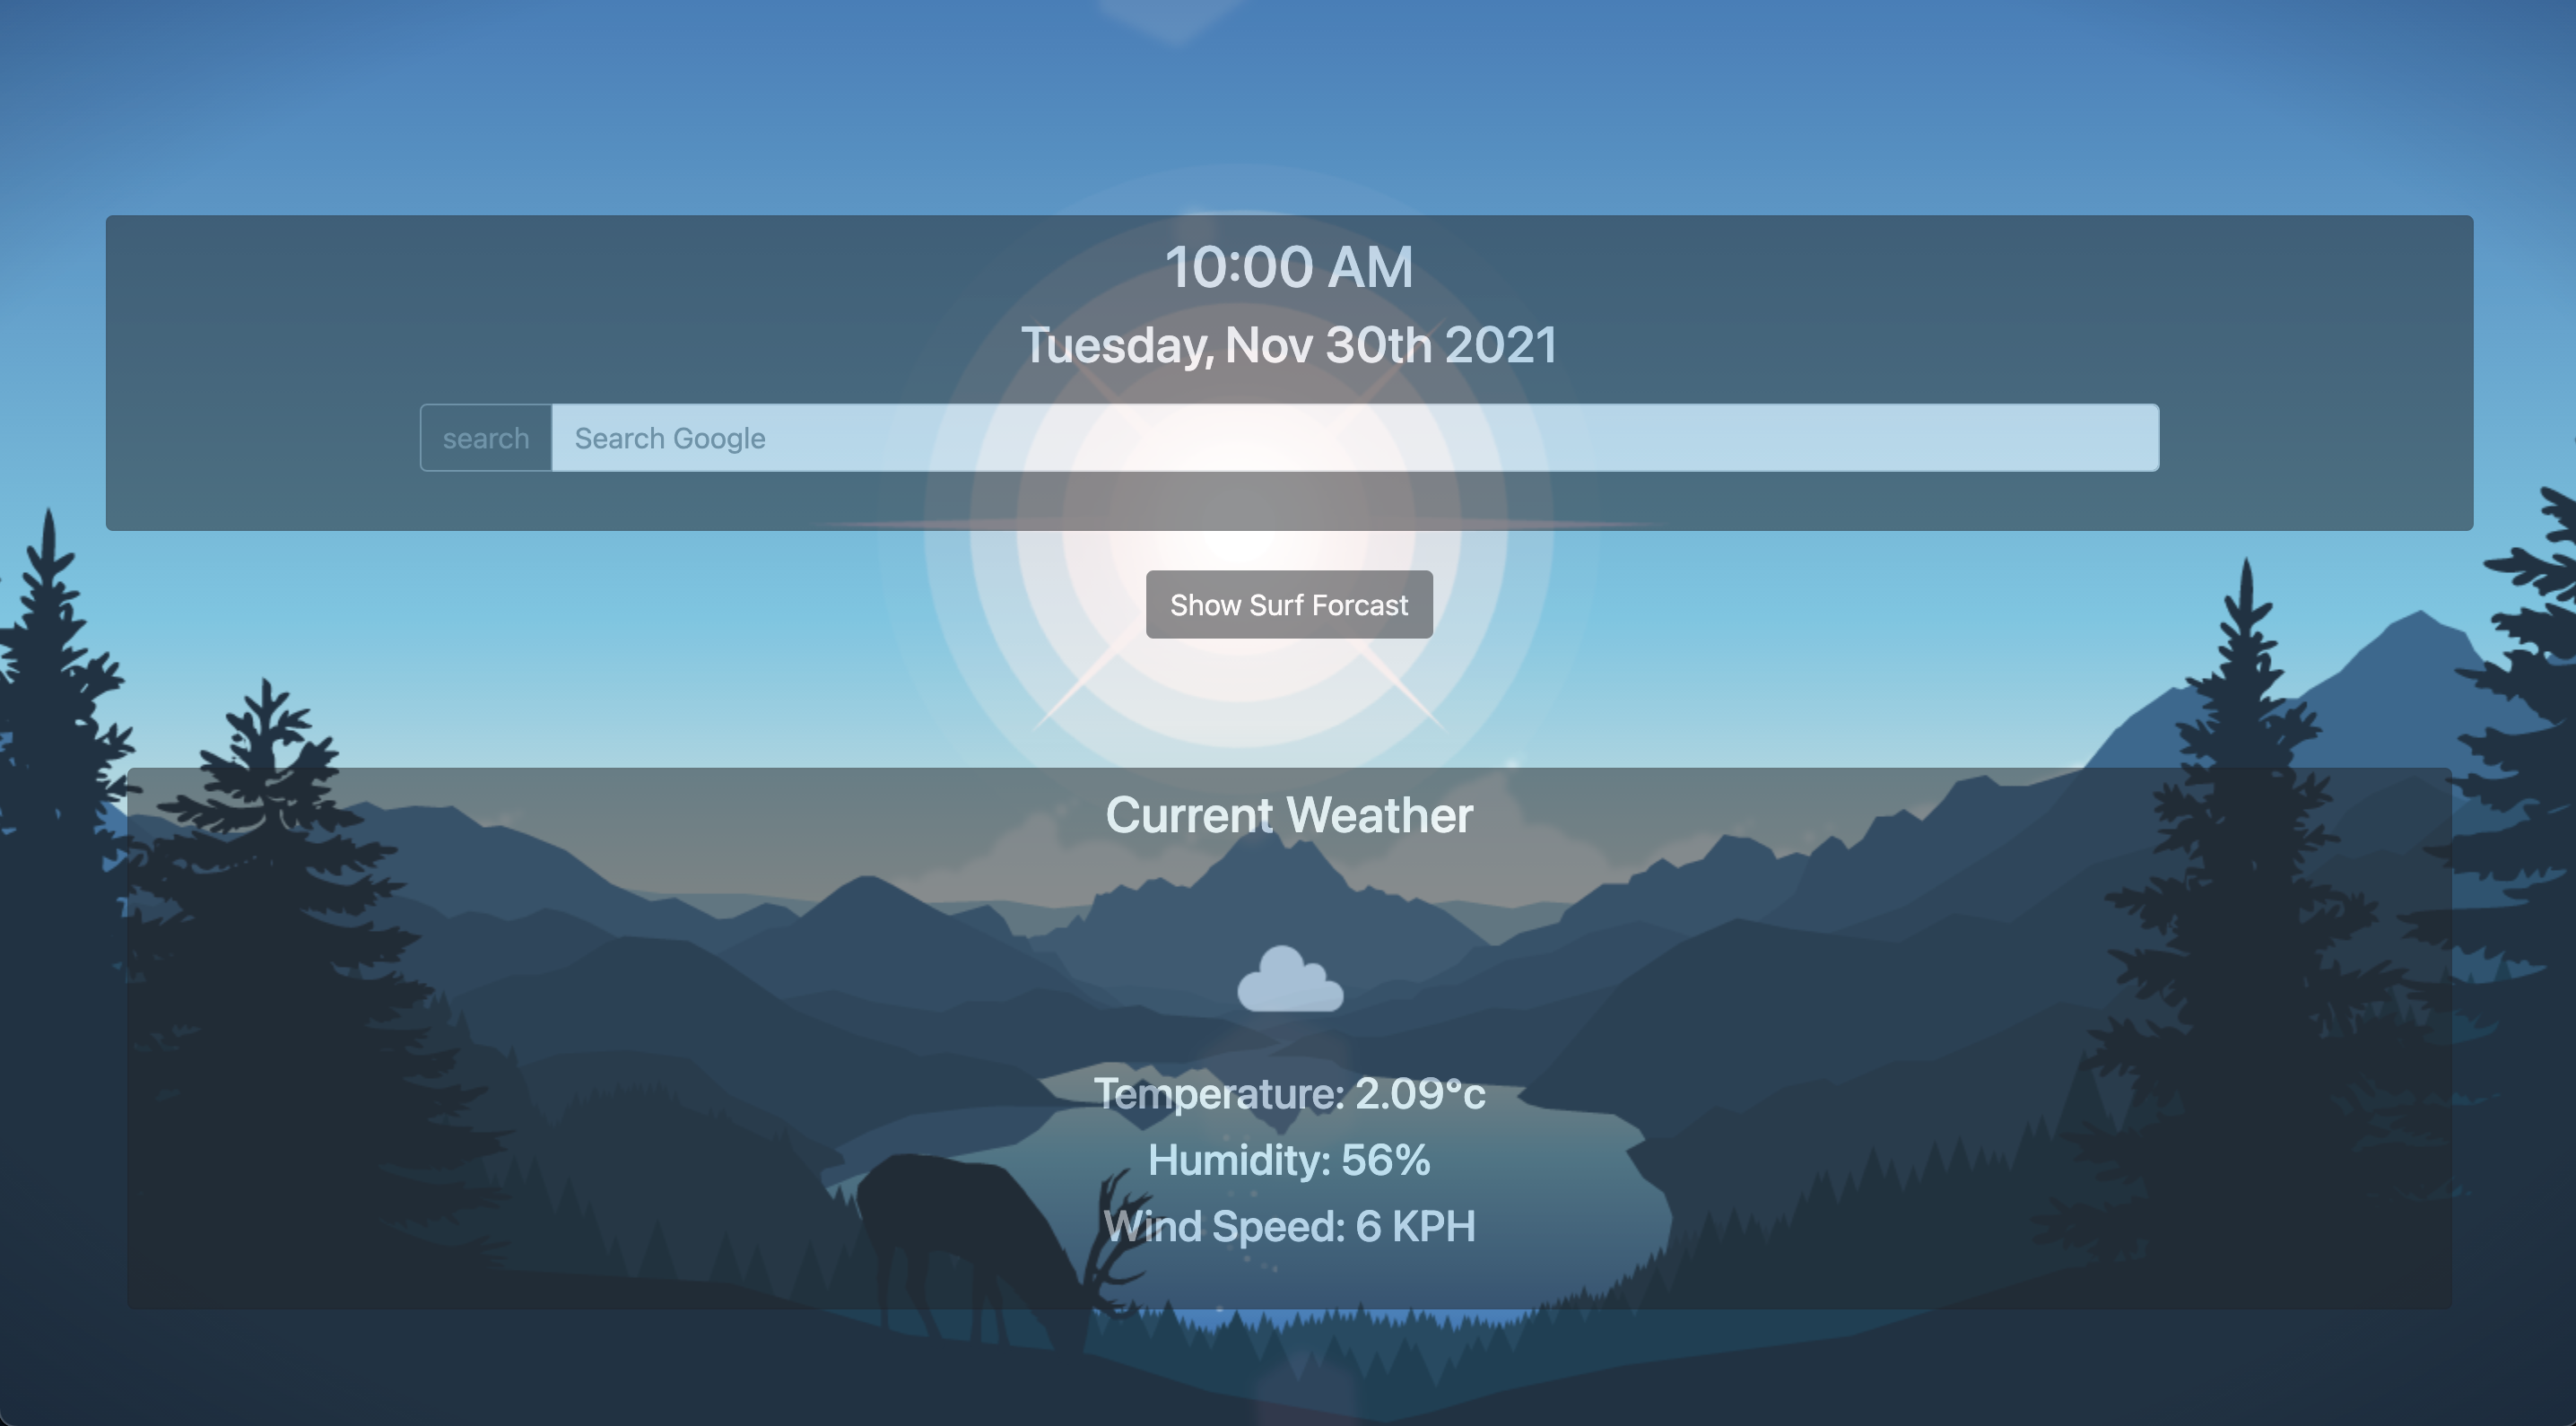 10:00 AM
Tuesday, Nov 30th 2021
search Search Google
Show Surf Forcast
Current Weather
Temperature: 2.09°c
Humidity: 56%
Wind Speed: 6 KPH